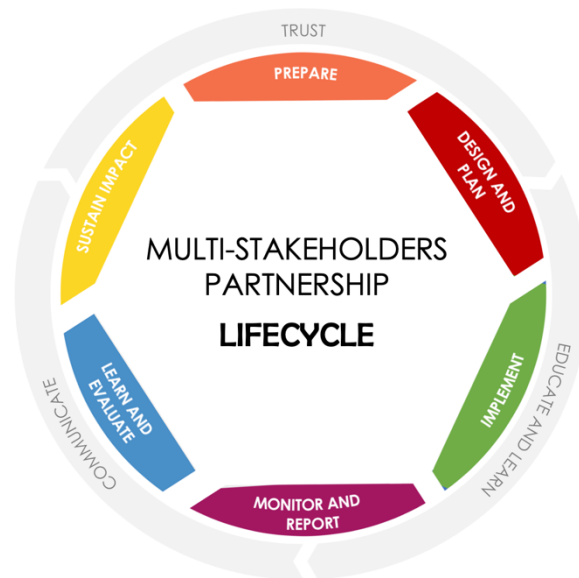 TRUST
PREPARE
DESIGN AND
PLAN
IMPLEMENT
EDUCATE AND LEARN
MONITOR AND
REPORT
LEARN AND
EVALUATE
COMMUNICATE
SUSTAIN IMPACT
MULTI-STAKEHOLDERS
PARTNERSHIP
LIFECYCLE